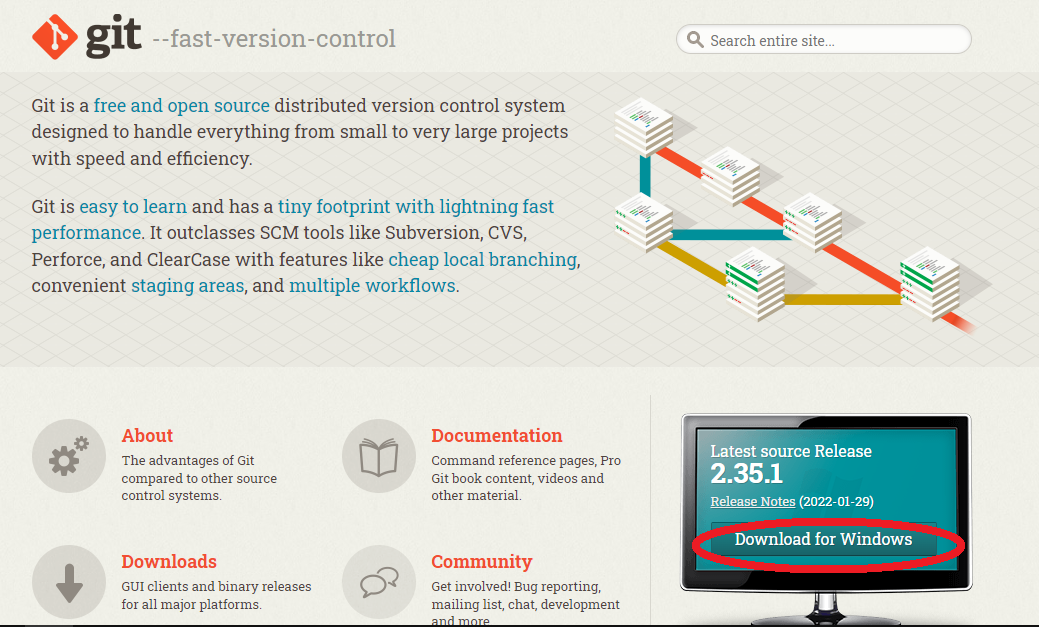 git --fast-version-control
Search entire site...
Git is a free and open source distributed version control system
designed to handle everything from small to very large projects
with speed and efficiency.
Git is easy to learn and has a tiny footprint with lightning fast
performance. It outclasses SCM tools like Subversion, CVS,
Perforce, and ClearCase with features like cheap local branching,
convenient staging areas, and multiple workflows.
About
The advantages of Git
compared to other source
control systems.
Documentation
Command reference pages, Pro
Git book content, videos and
other material.
Downloads
GUI clients and binary releases
for all major platforms.
Community
Get involved! Bug reporting,
mailing list, chat, development
and more
Latest source Release
2.35.1
Release Notes (2022-01-29)
Download for Windows